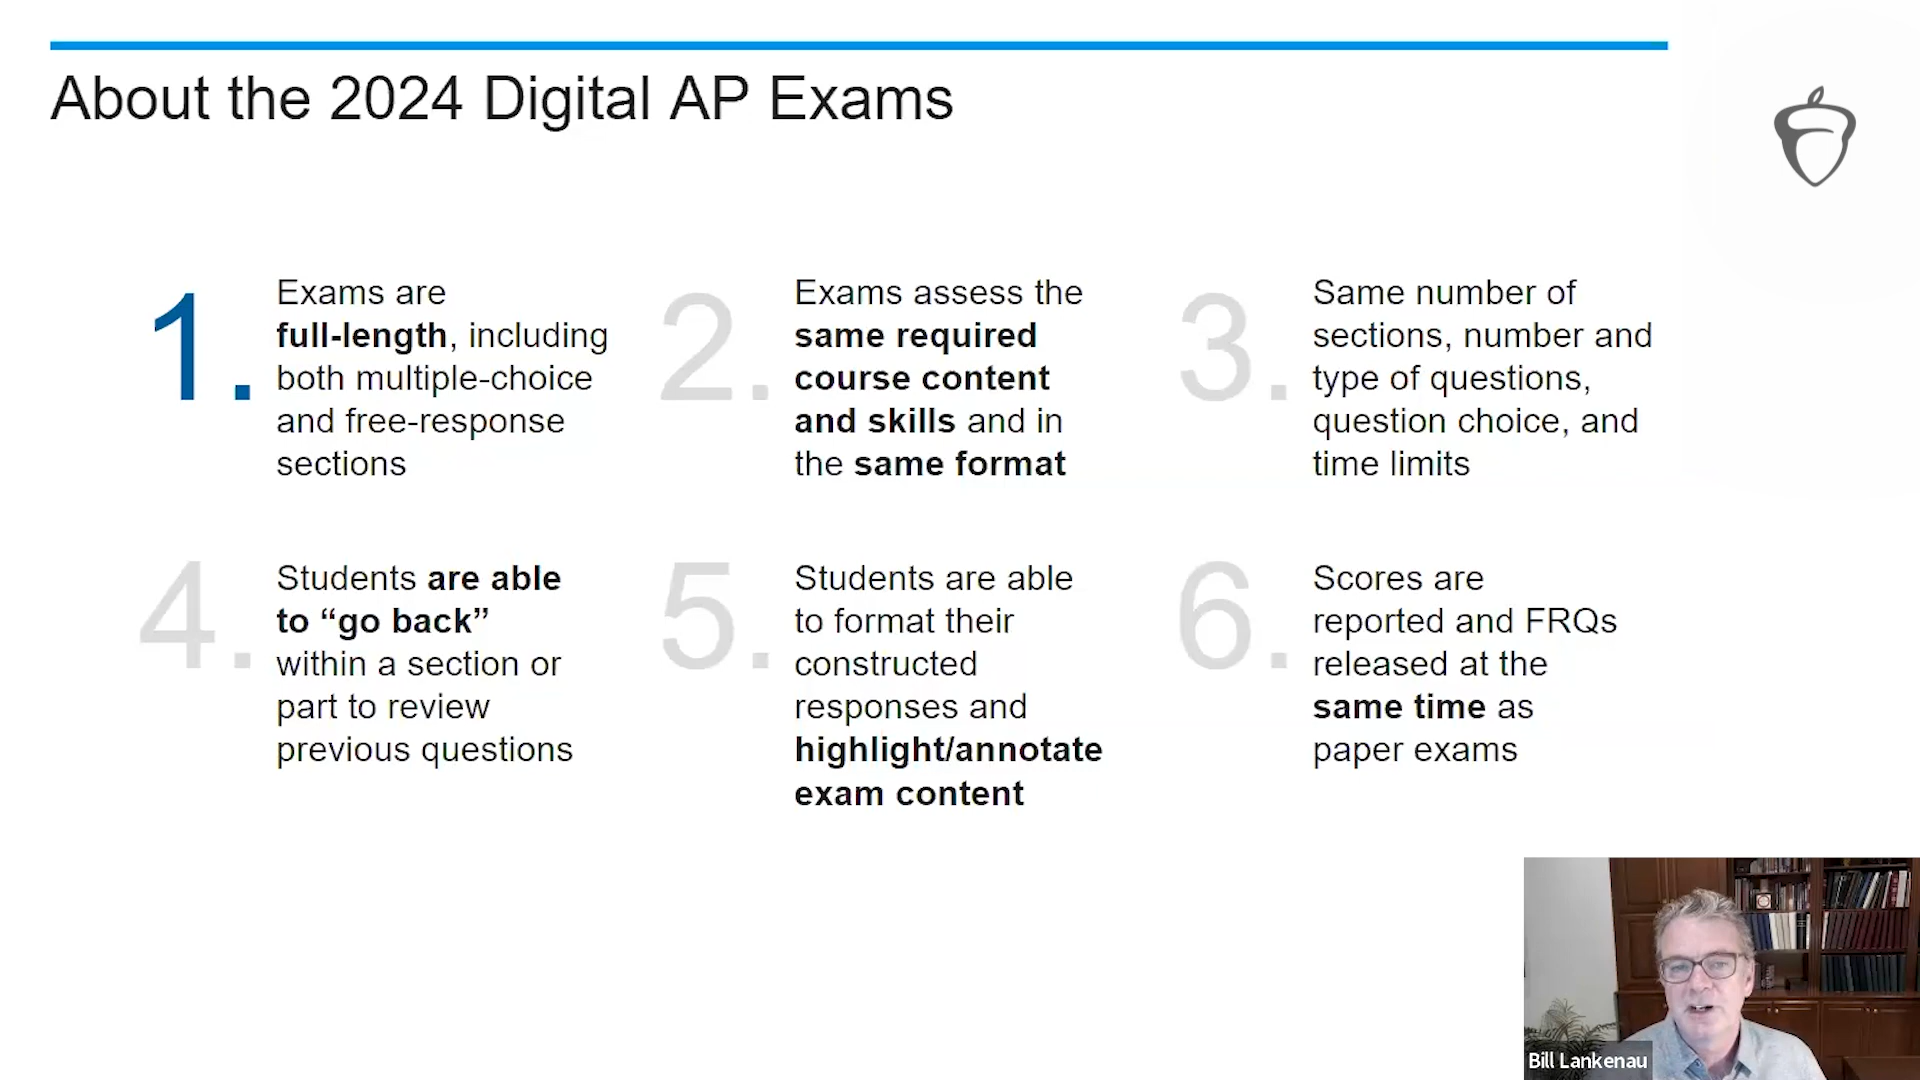 About the 2024 Digital AP Exams
1.
Exams are
full-length, including
both multiple-choice
and free-response
sections
2.
Exams assess the
same required
course content
and skills and in
the same format
3.
Same number of
sections, number and
type of questions,
question choice, and
time limits
4.
Students are able
to “go back”
within a section or
part to review
previous questions
5.
Students are able
to format their
constructed
responses and
highlight/annotate
exam content
6.
Scores are
reported and FRQs
released at the
same time as
paper exams
Bill Lankenau